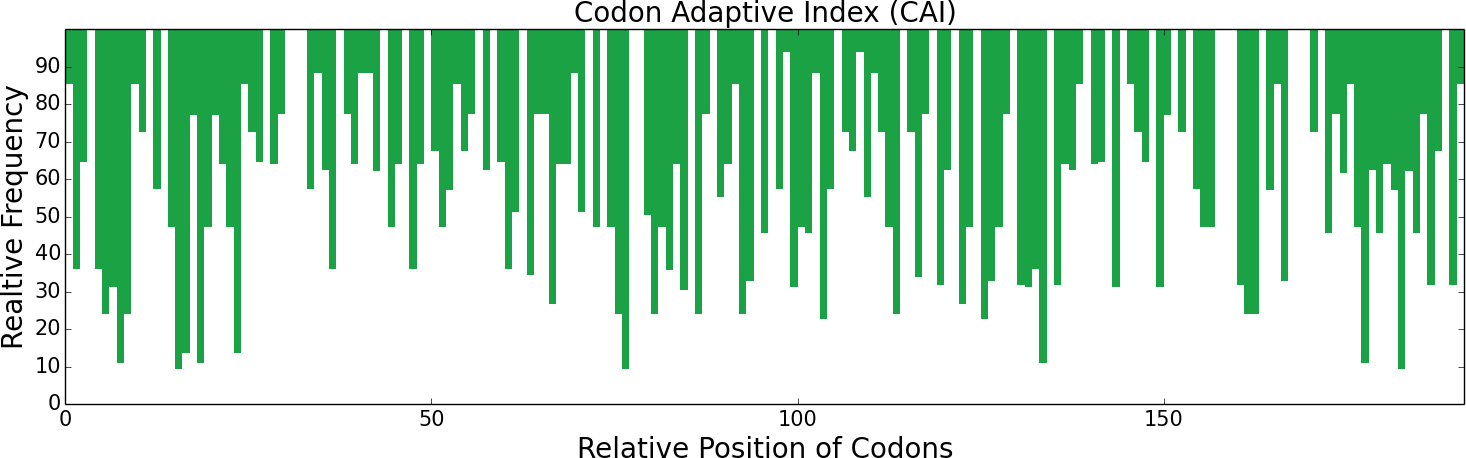 Codon Adaptive Index (CAI)
Realtive Frequency
90
80
70
60
50
40
30
20
10
0
0 50 100 150
Relative Position of Codons